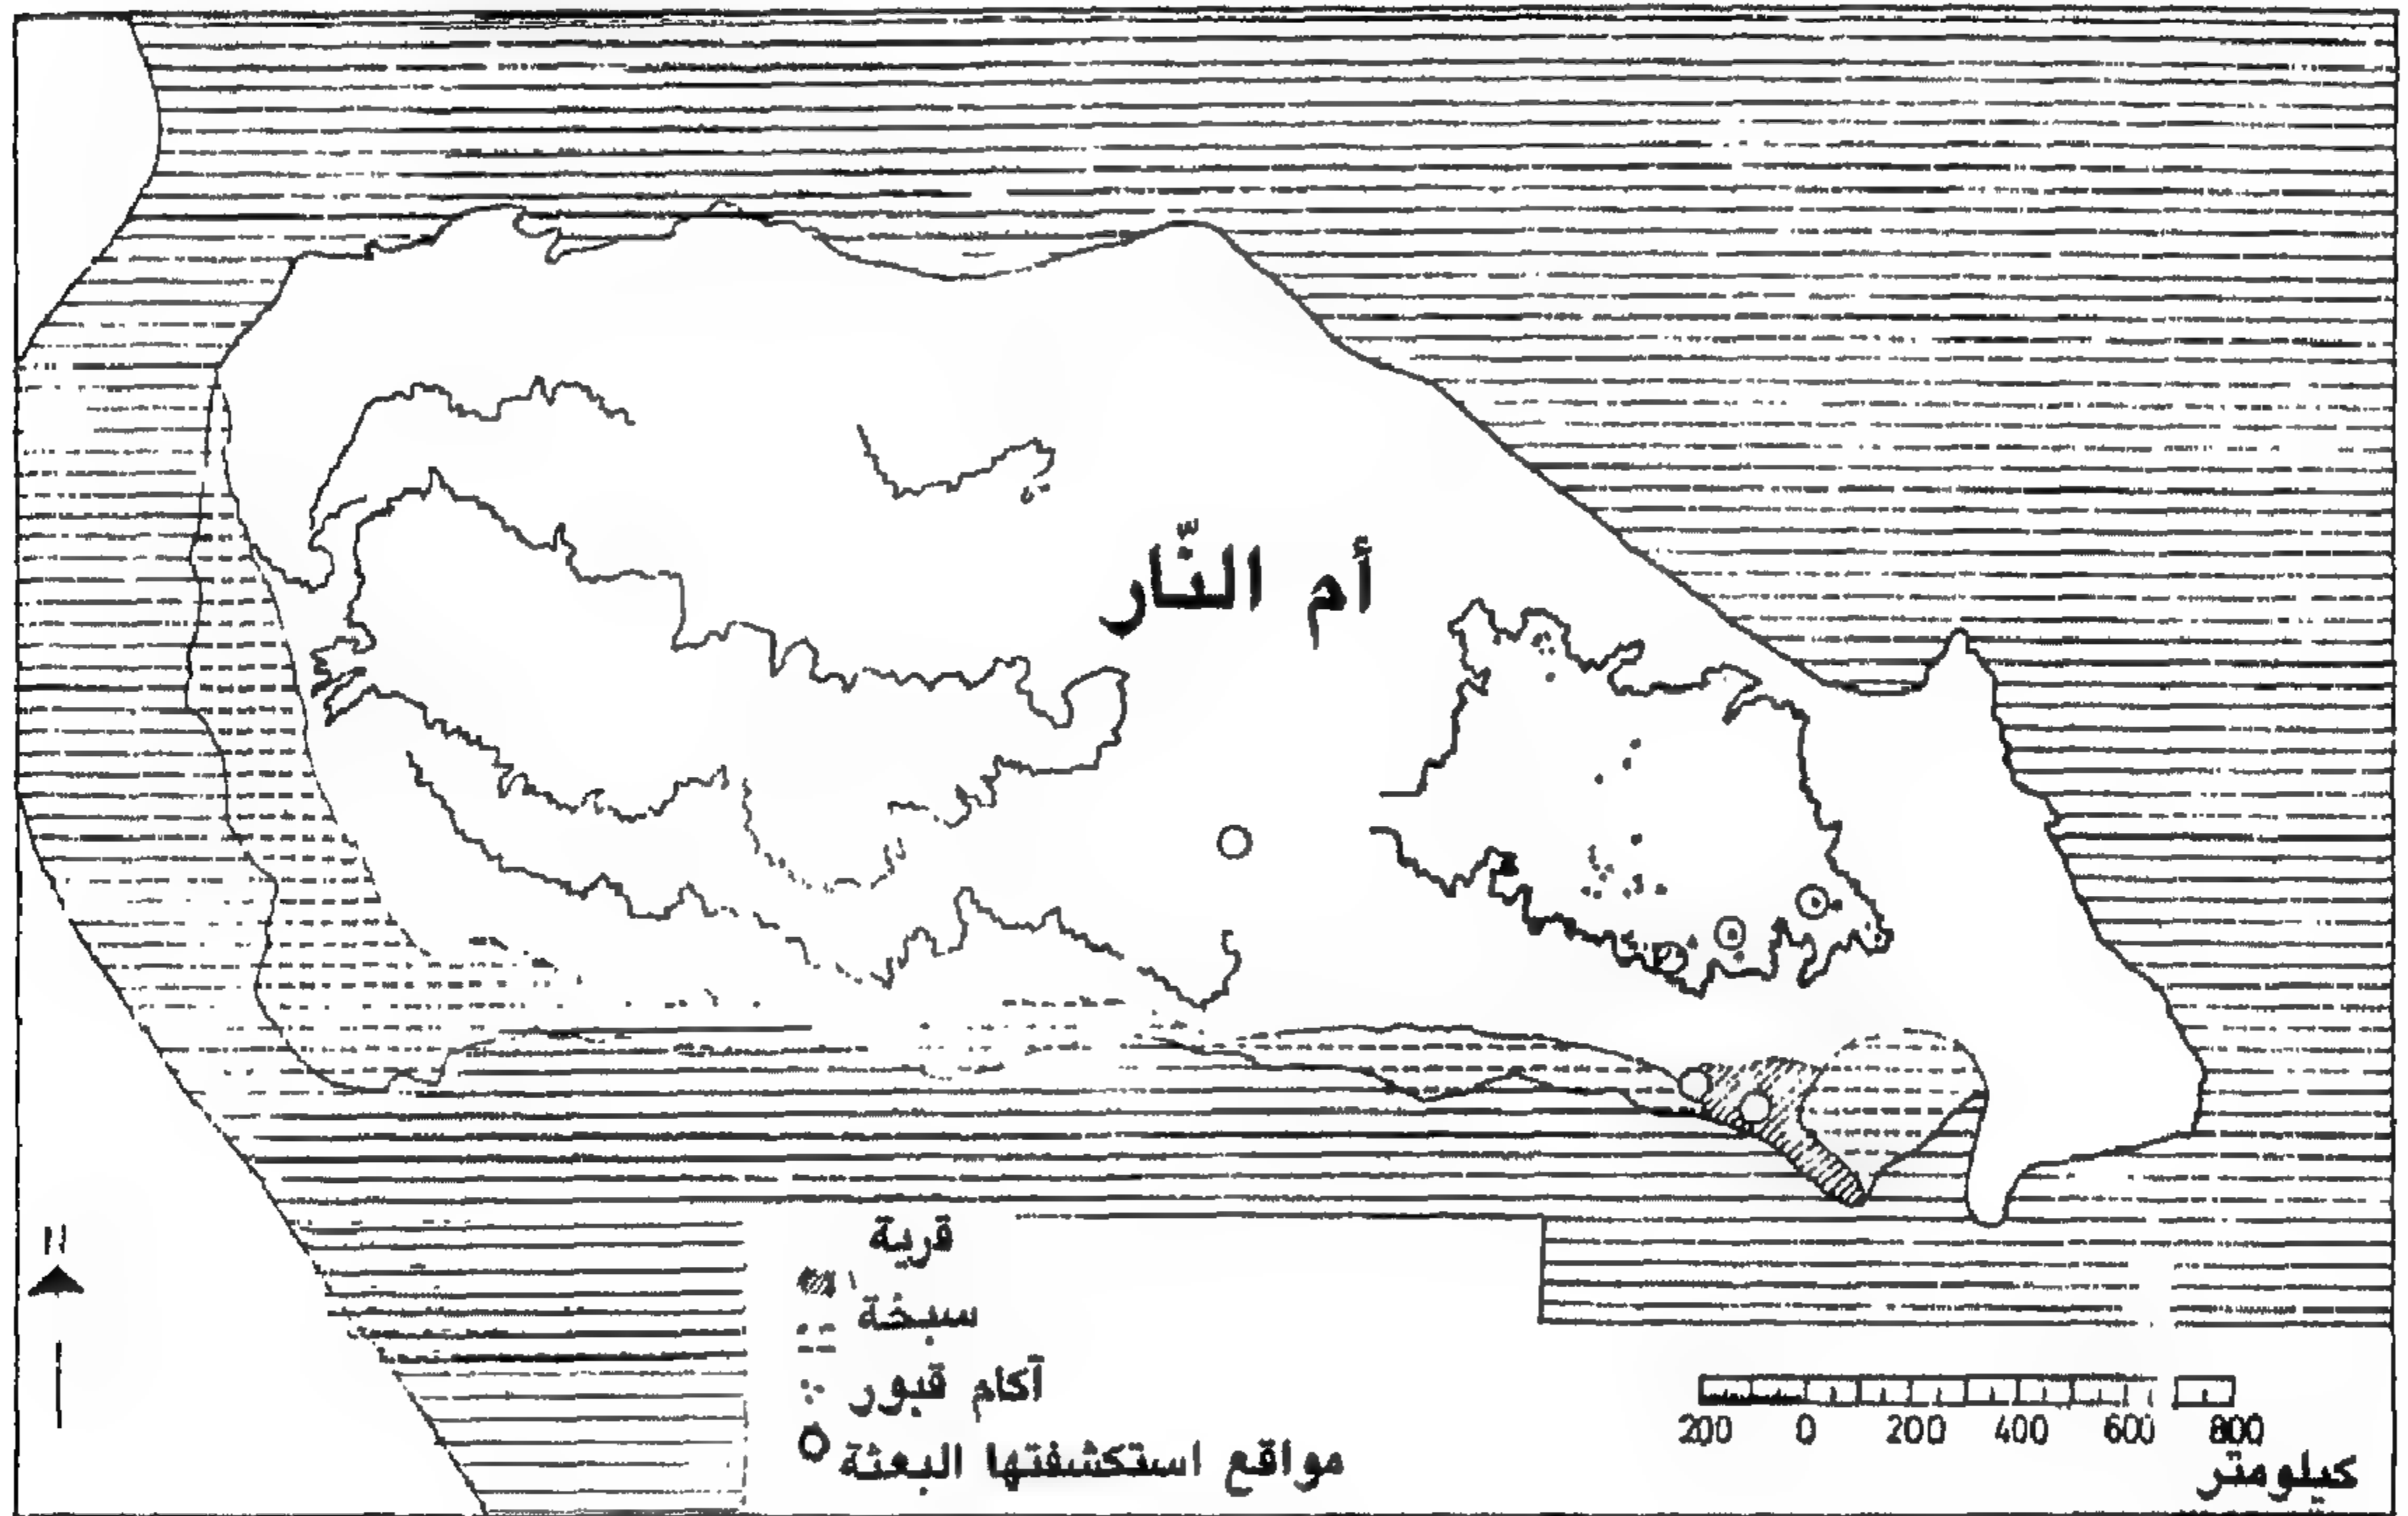 أم النّار
N
قرية
سبخة
آكام قبور
مواقع استكشفتها البعثة
200 0 200 400 600 800
كيلومتر